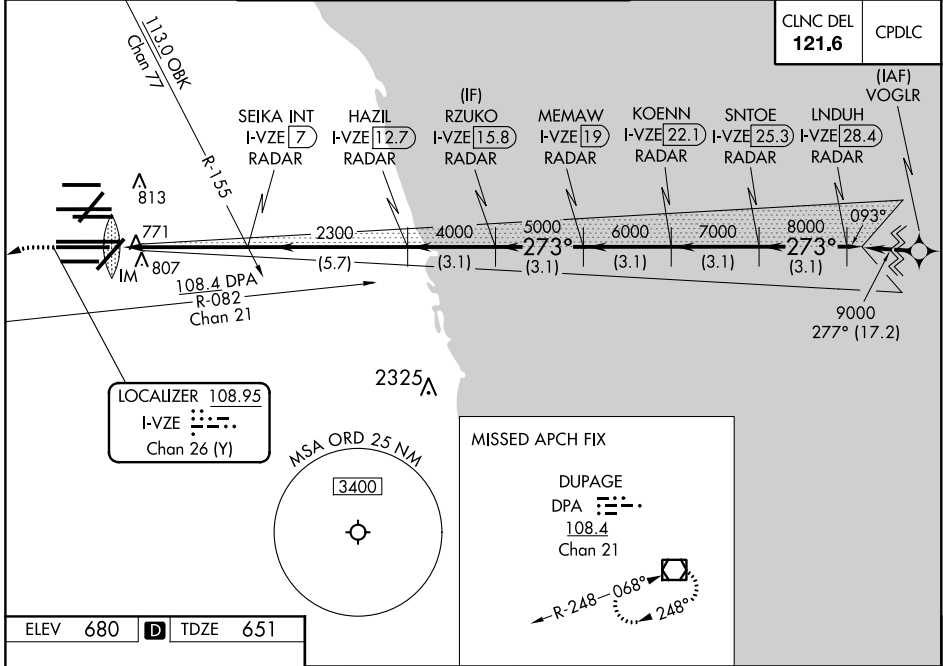 CLNC DEL
121.6
CPDLC
113.0 OBK
Chan 77
R-155
SEIKA INT
I-VZE 7
RADAR
HAZIL
I-VZE 12.7
RADAR
(IF)
RZUKO
I-VZE 15.8
RADAR
MEMAW
I-VZE 19
RADAR
KOENN
I-VZE 22.1
RADAR
SNTOE
I-VZE 25.3
RADAR
LNDUH
I-VZE 28.4
RADAR
(IAF)
VOGLR
813
771
807
IM
2300
4000
5000
6000
7000
8000
093°
273°
273°
(5.7)
(3.1)
(3.1)
(3.1)
(3.1)
(3.1)
9000
277° (17.2)
108.4 DPA
R-082
Chan 21
2325
LOCALIZER 108.95
I-VZE
Chan 26 (Y)
MSA ORD 25 NM
3400
MISSED APCH FIX
DUPAGE
DPA
108.4
Chan 21
R-248
068°
248°
ELEV 680 D TDZE 651